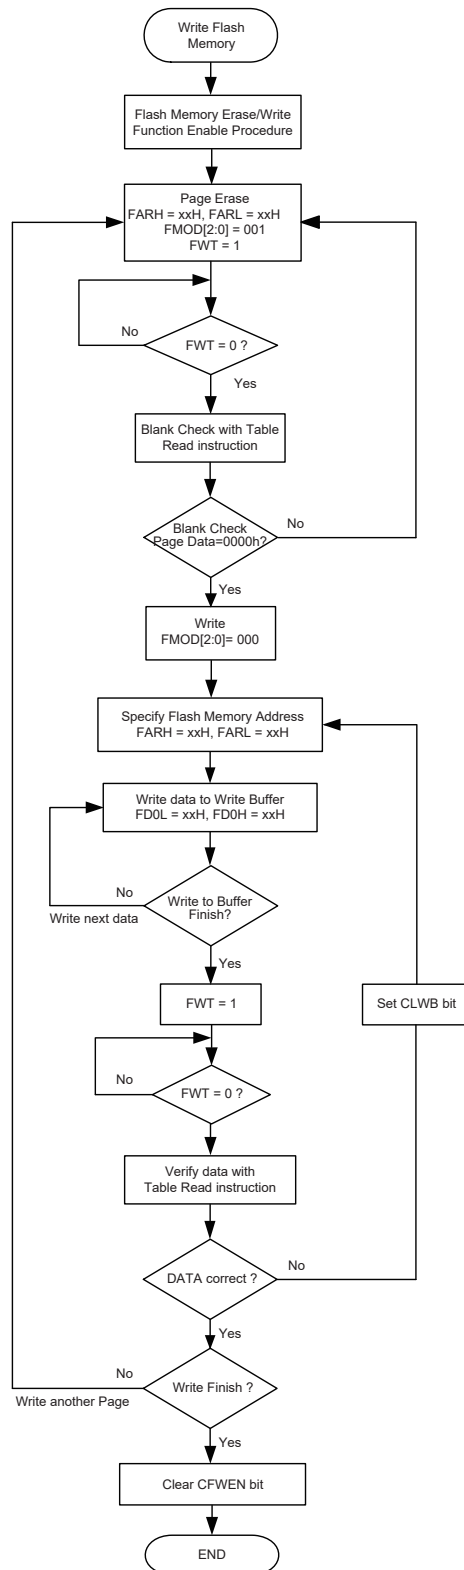 Write Flash
Memory
Flash Memory Erase/Write
Function Enable Procedure
Page Erase
FARH = xxH, FARL = xxH
FMOD[2:0] = 001
FWT = 1
No
FWT = 0 ?
Yes
Blank Check with Table
Read instruction
No
Blank Check
Page Data=0000h?
Yes
Write
FMOD[2:0]= 000
Specify Flash Memory Address
FARH = xxH, FARL = xxH
Write data to Write Buffer
FD0L = xxH, FD0H = xxH
No
Write to Buffer
Finish?
Write next data
Yes
FWT = 1
Set CLWB bit
No
FWT = 0 ?
Verify data with
Table Read instruction
No
DATA correct ?
Yes
No
Write Finish ?
Write another Page
Yes
Clear CFWEN bit
END